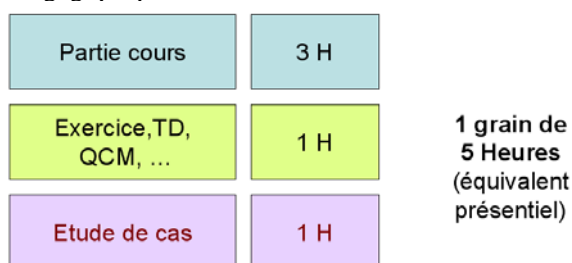 Partie cours
3 H
Exercice,TD,
QCM, ...
1 H
Etude de cas
1 H
1 grain de
5 Heures
(équivalent
présentiel)